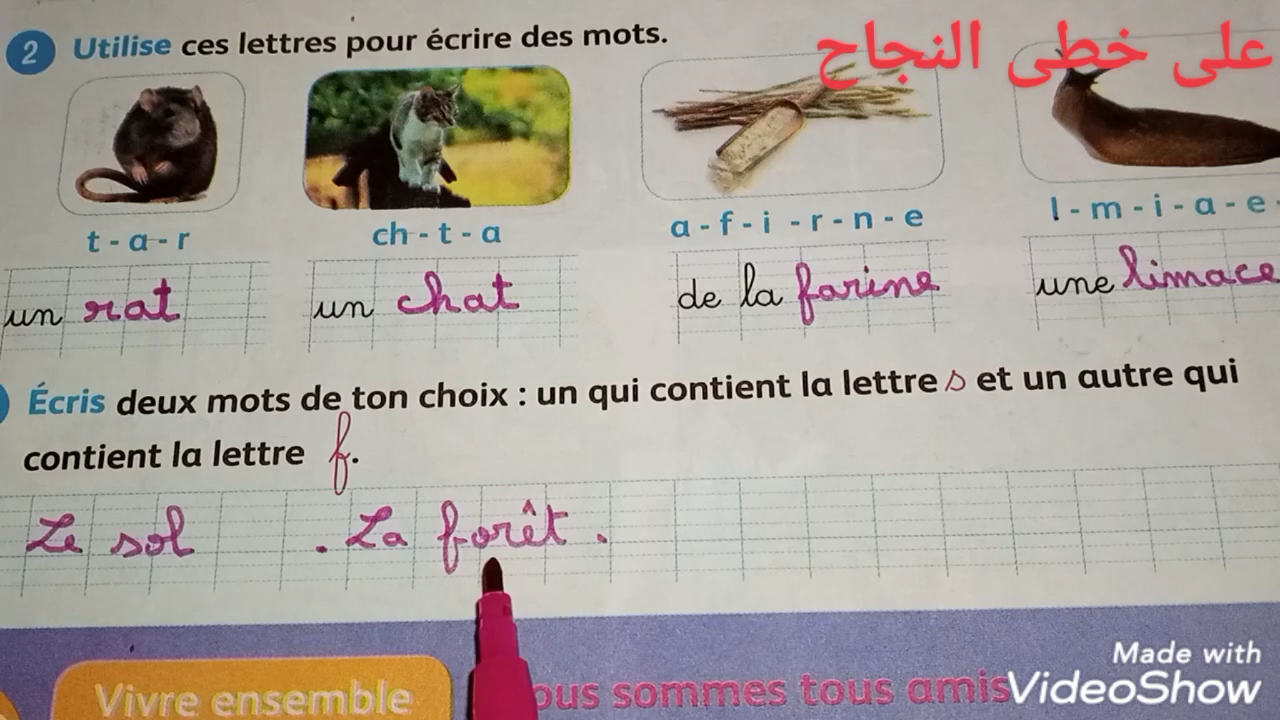 على خطى النجاح
2 Utilise ces lettres pour écrire des mots.
t - a - r
ch - t - a
a - f - i - r - n - e
l - m - i - a - e -
un rat
un chat
de la farine
une limace
Écris deux mots de ton choix : un qui contient la lettre s et un autre qui
contient la lettre f.
Le sol . La forêt .
Vivre ensemble
ous sommes tous amis
Made with
VideoShow